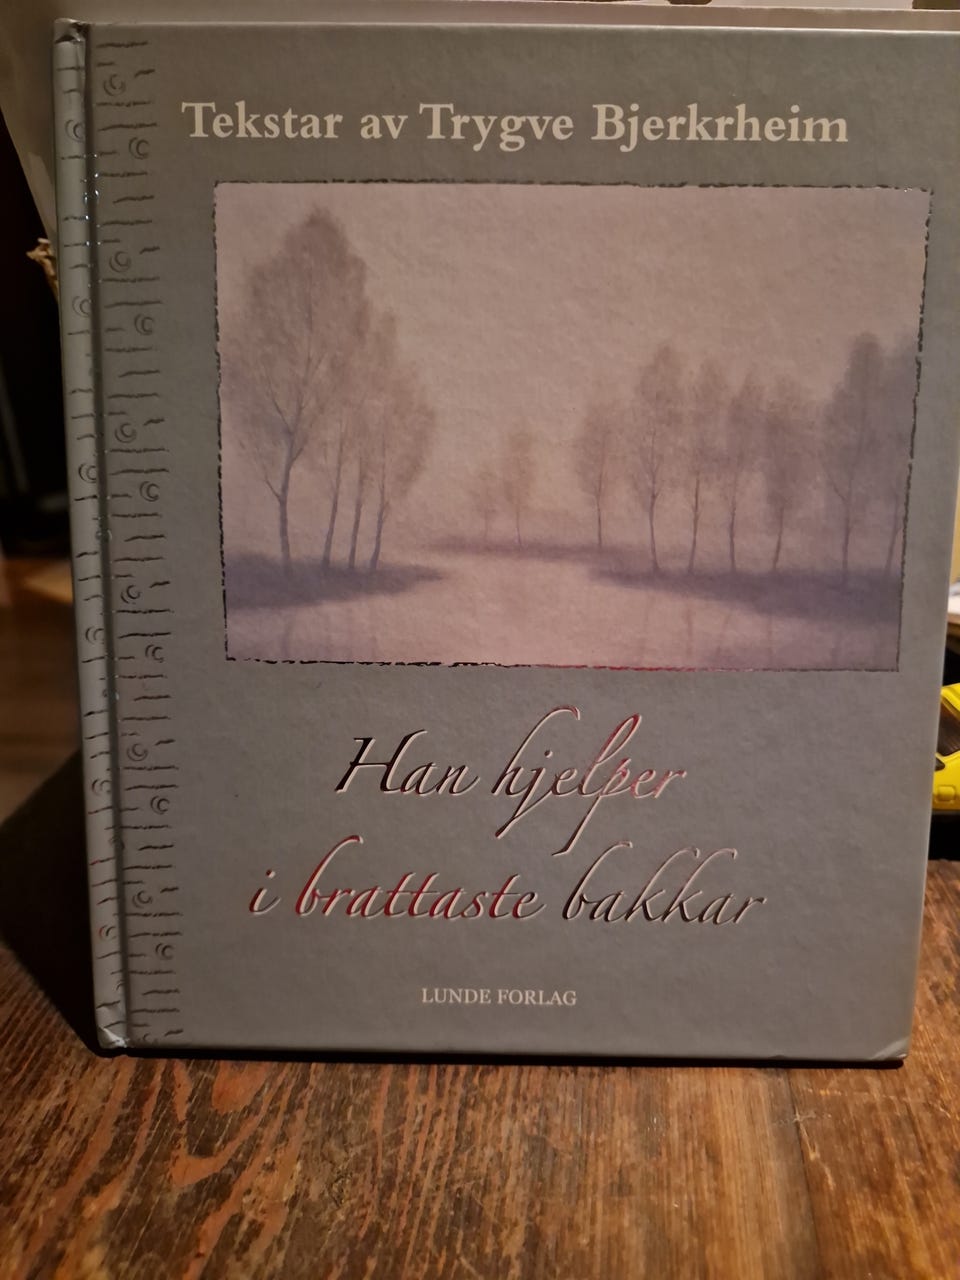 Tekstar av Trygve Bjerkrheim
Han hjelper
i brattaste bakkar
LUNDE FORLAG